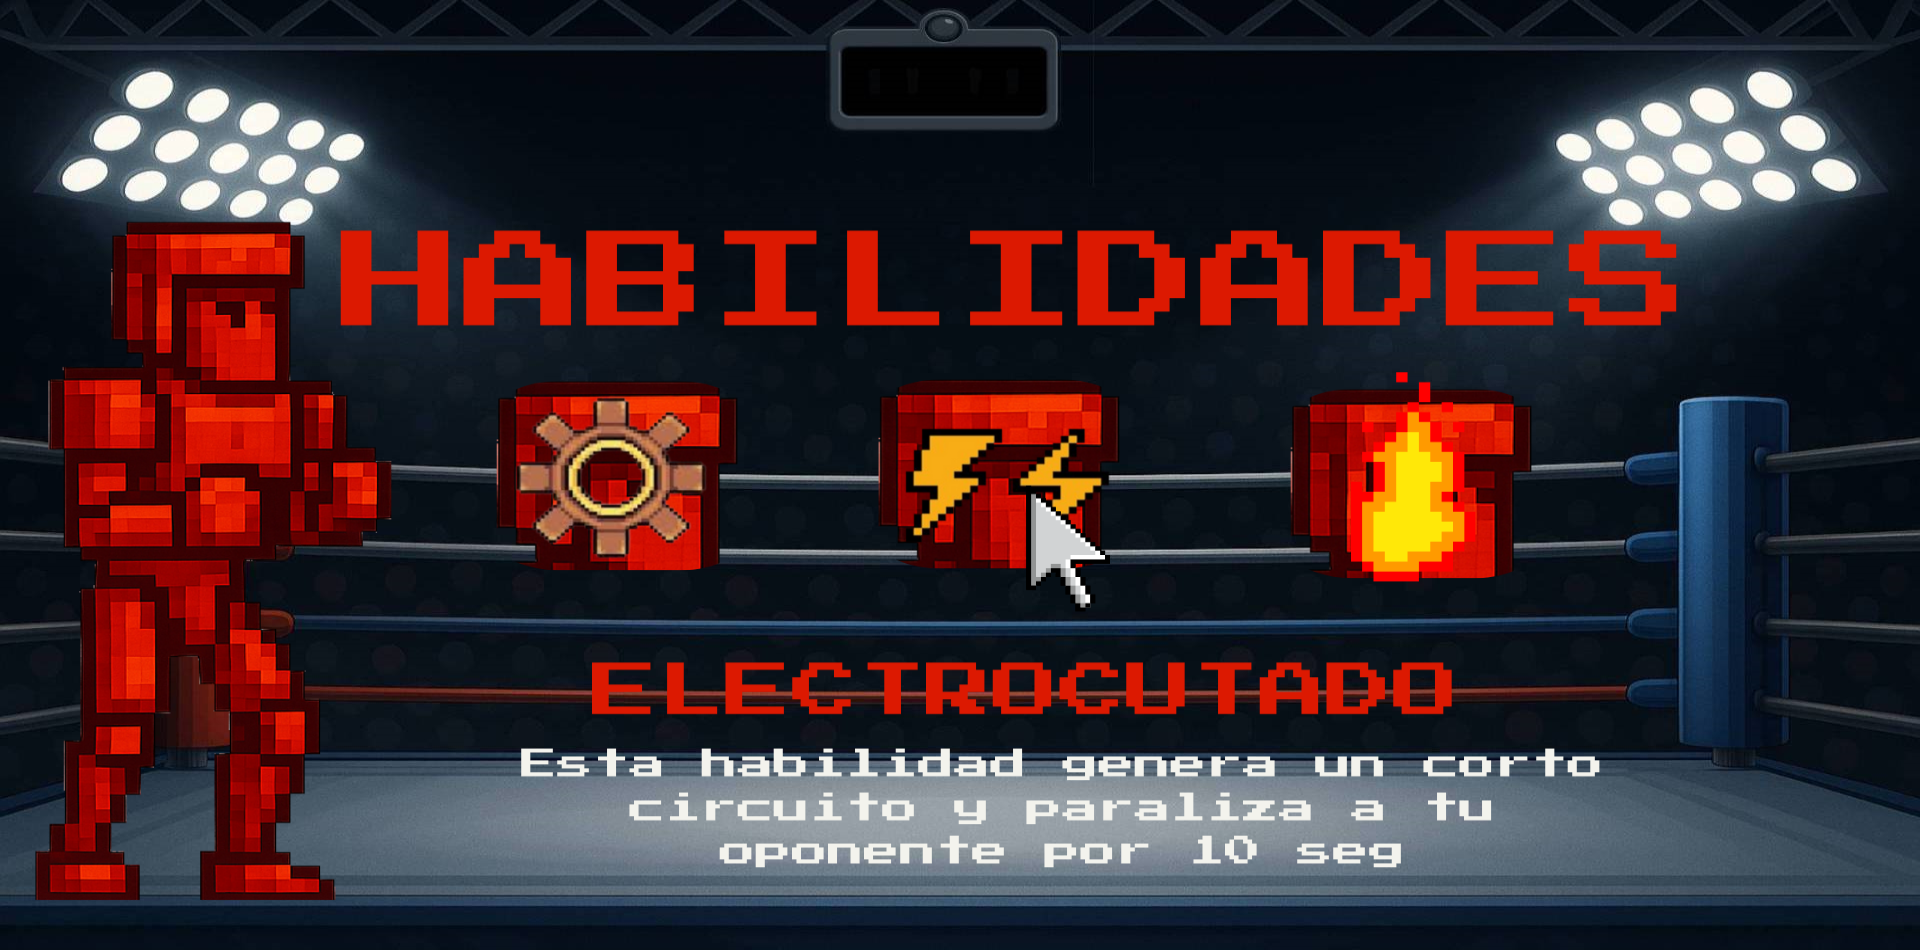 HABILIDADES
ELECTROCUTADO
Esta habilidad genera un corto
circuito y paraliza a tu
oponente por 10 seg